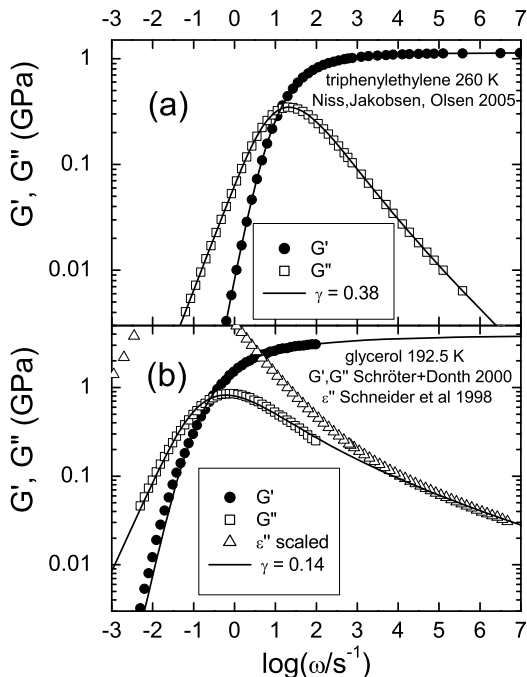 -3 -2 -1 0 1 2 3 4 5 6 7
1
0.1
0.01
G', G" (GPa)
(a)
triphenylethylene 260 K
Niss,Jakobsen, Olsen 2005-
G'
G"
γ = 0.38
1
0.1
0.01
G', G" (GPa)
(b)
glycerol 192.5 K
G',G" Schröter+Donth 2000
ε" Schneider et al 1998
G'
G"
ε" scaled
γ = 0.14
-3 -2 -1 0 1 2 3 4 5 6 7
log(ω/s⁻¹)